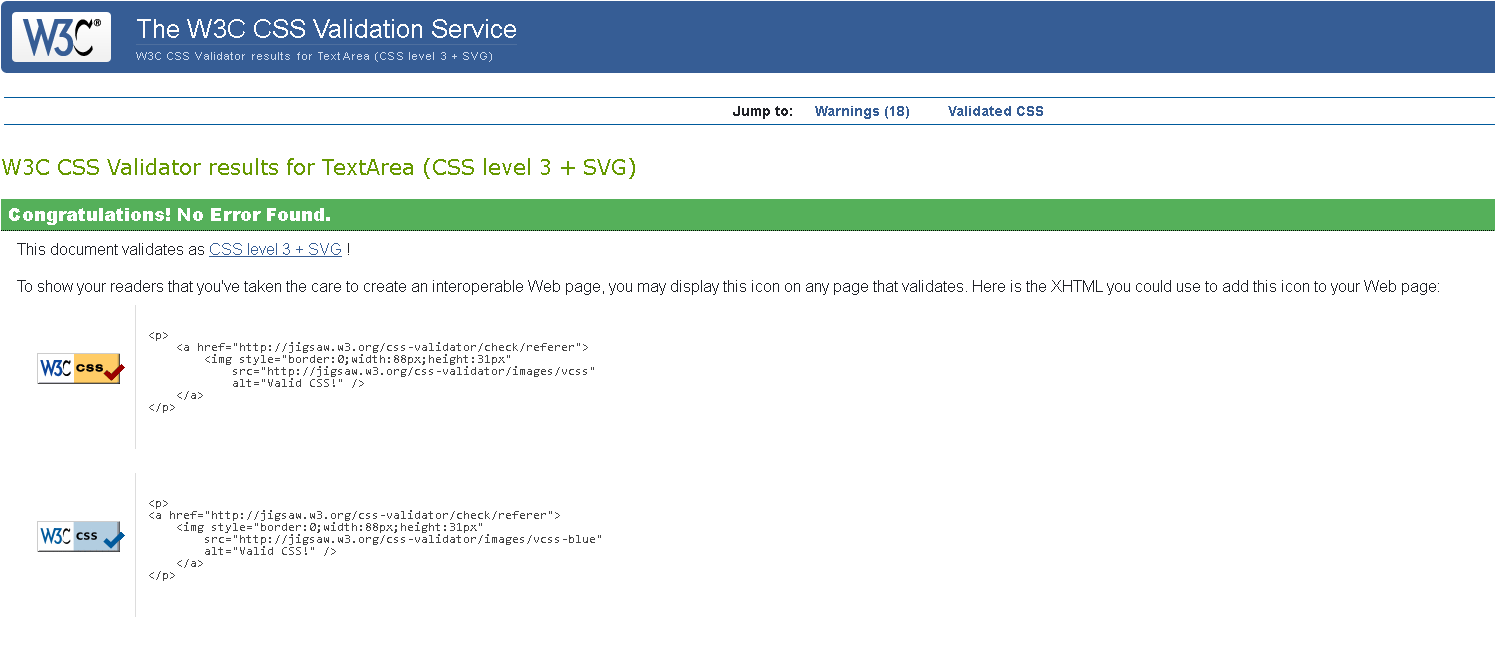 W3C®
The W3C CSS Validation Service
W3C CSS Validator results for TextArea (CSS level 3 + SVG)
Jump to: Warnings (18) Validated CSS
W3C CSS Validator results for TextArea (CSS level 3 + SVG)
Congratulations! No Error Found.
This document validates as CSS level 3 + SVG !
To show your readers that you've taken the care to create an interoperable Web page, you may display this icon on any page that validates. Here is the XHTML you could use to add this icon to your Web page:
W3C css
<p>
    <a href="http://jigsaw.w3.org/css-validator/check/referer">
        <img style="border:0;width:88px;height:31px"
            src="http://jigsaw.w3.org/css-validator/images/vcss"
            alt="Valid CSS!" />
    </a>
</p>
W3C css
<p>
<a href="http://jigsaw.w3.org/css-validator/check/referer">
    <img style="border:0;width:88px;height:31px"
        src="http://jigsaw.w3.org/css-validator/images/vcss-blue"
        alt="Valid CSS!" />
    </a>
</p>